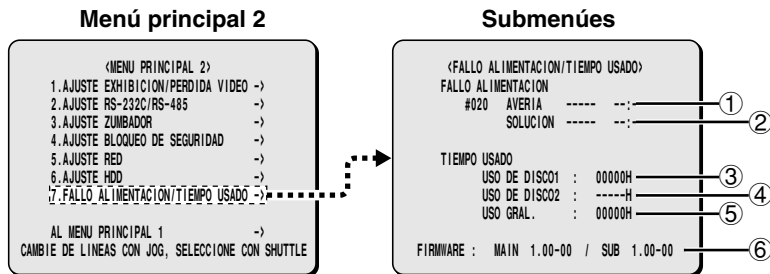 Menú principal 2
<MENU PRINCIPAL 2>
1.AJUSTE EXHIBICION/PERDIDA VIDEO ->
2.AJUSTE RS-232C/RS-485 ->
3.AJUSTE ZUMBADOR ->
4.AJUSTE BLOQUEO DE SEGURIDAD ->
5.AJUSTE RED ->
6.AJUSTE HDD ->
7.FALLO ALIMENTACION/TIEMPO USADO ->
AL MENU PRINCIPAL 1 ->
CAMBIE DE LINEAS CON JOG, SELECCIONE CON SHUTTLE
Submenúes
<FALLO ALIMENTACION/TIEMPO USADO>
FALLO ALIMENTACION
#020 AVERIA ----- --:- ①
SOLUCION ----- --:- ②
TIEMPO USADO
USO DE DISCO1 : 00000H ③
USO DE DISCO2 : -----H ④
USO GRAL. : 00000H ⑤
FIRMWARE : MAIN 1.00-00 / SUB 1.00-00 ⑥